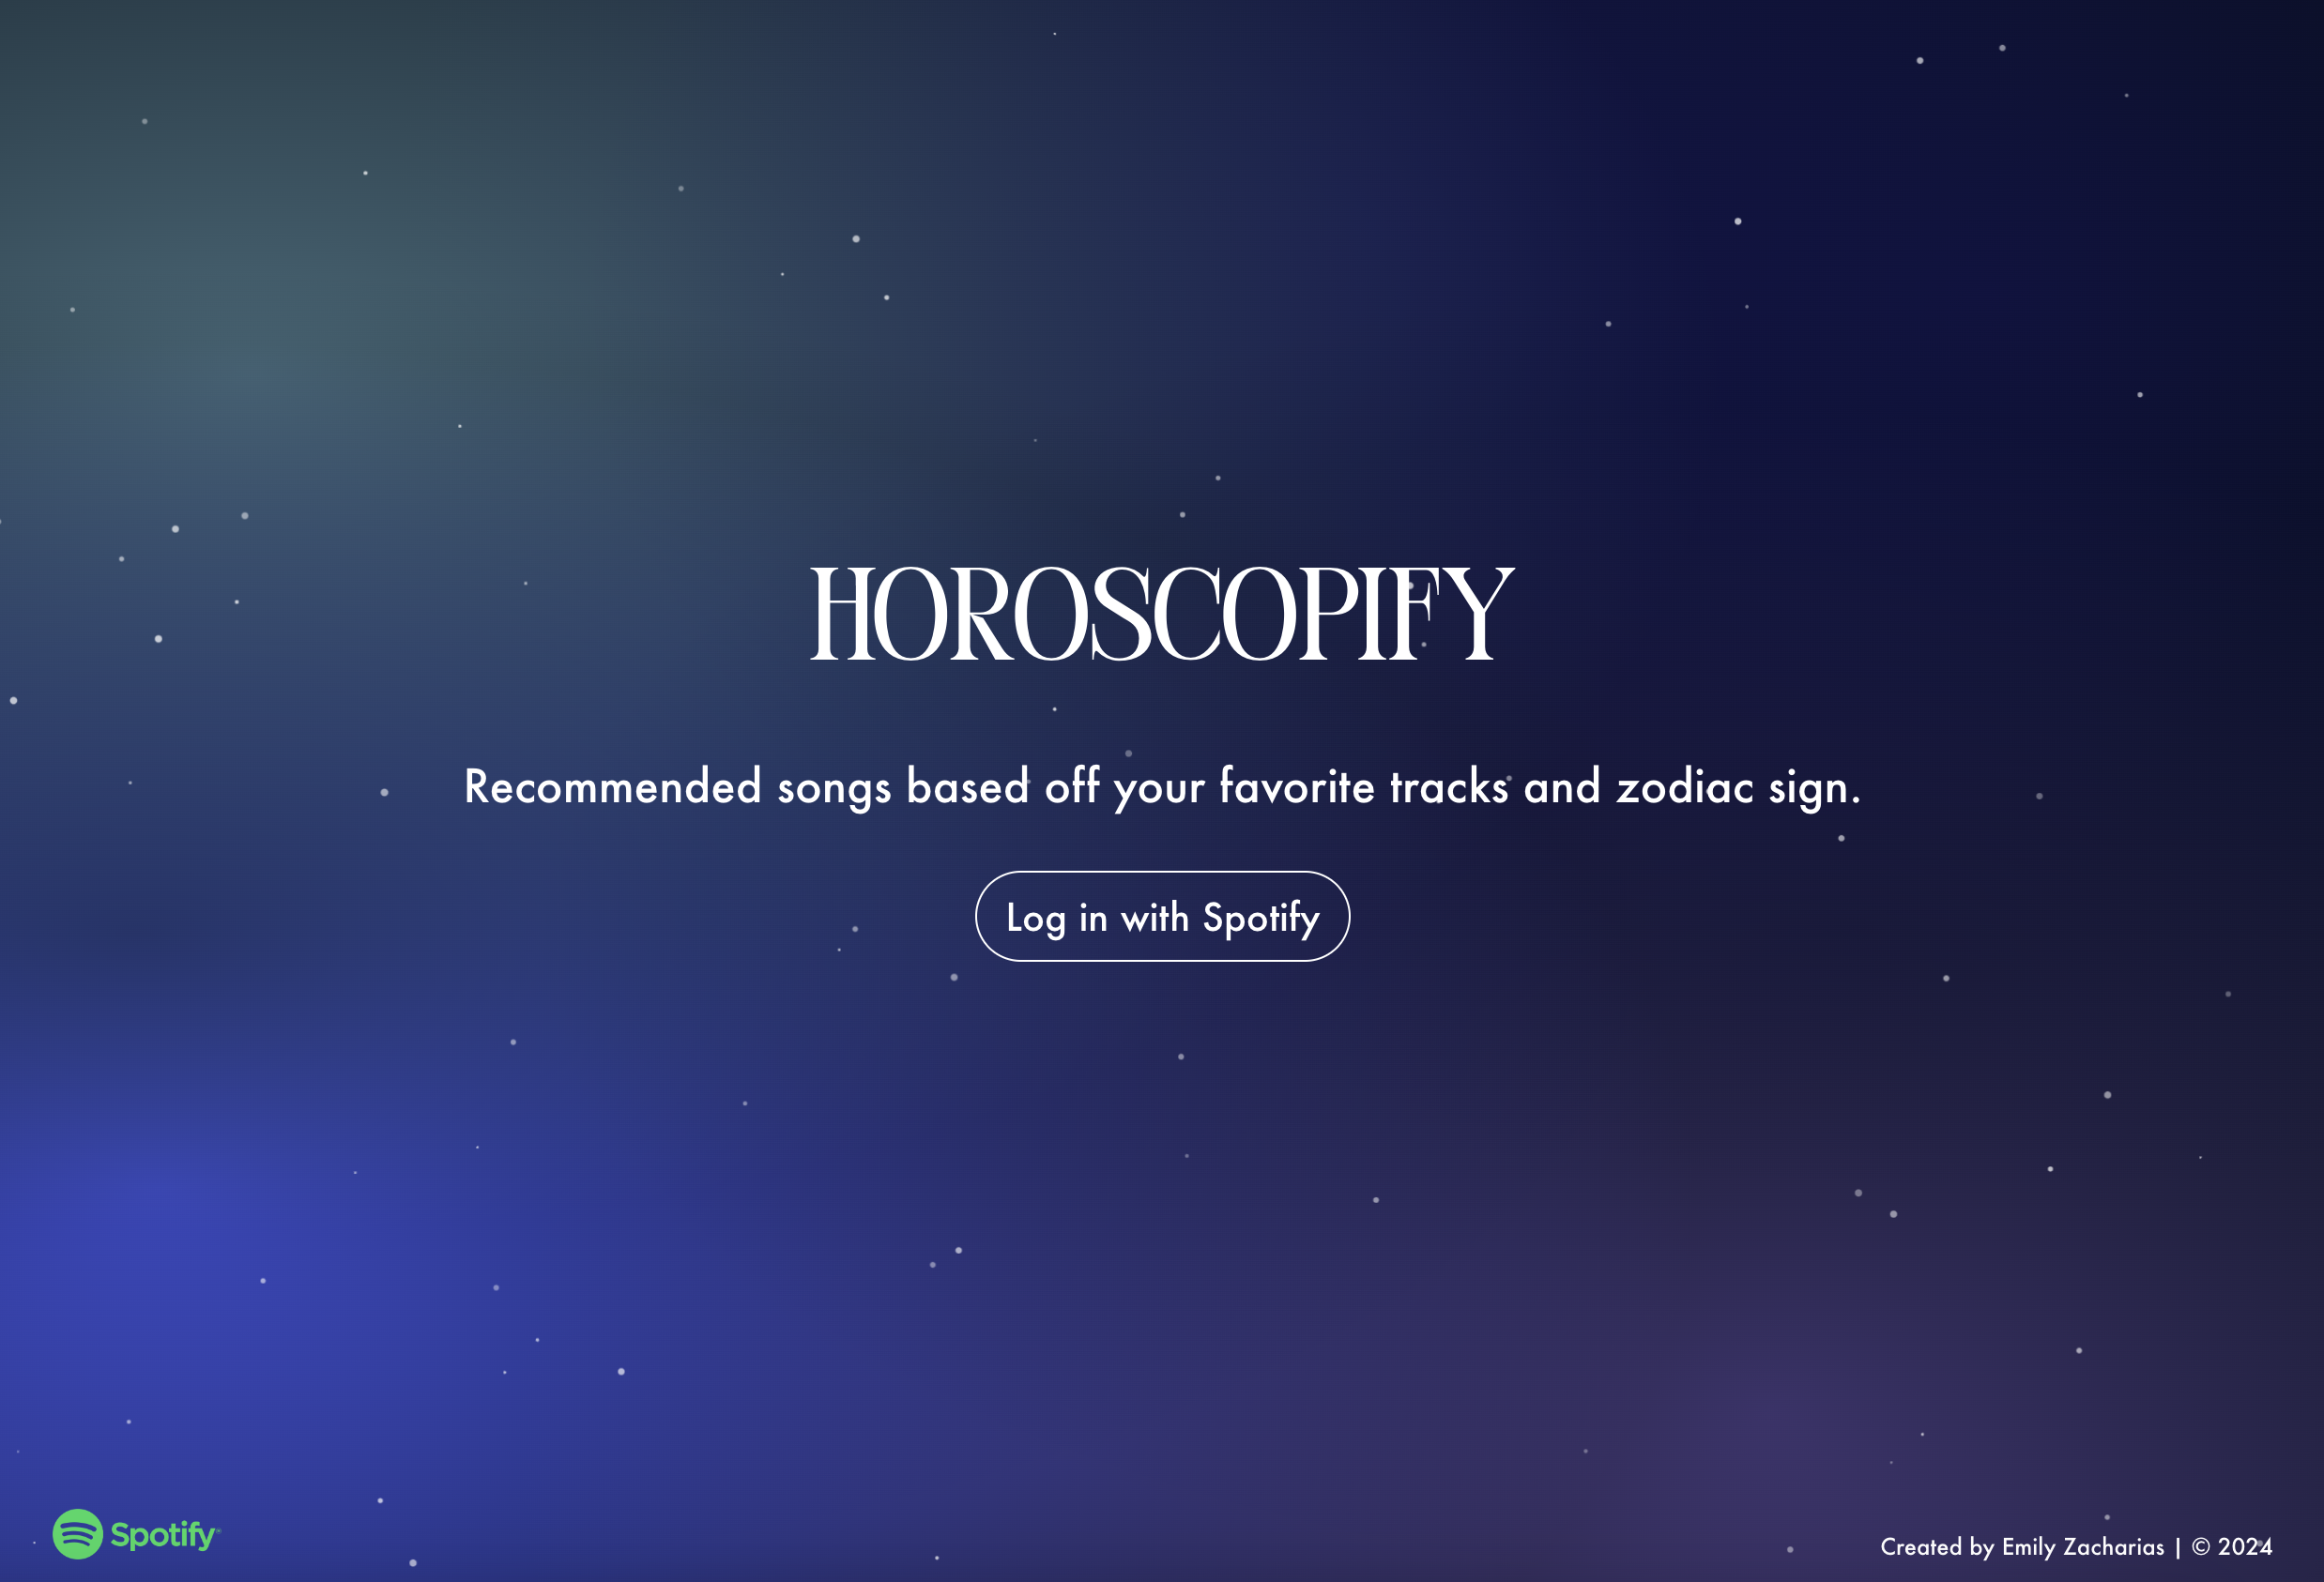 HOROSCOPIFY
Recommended songs based off your favorite tracks and zodiac sign.
Log in with Spotify
Spotify
Created by Emily Zacharias | © 2024